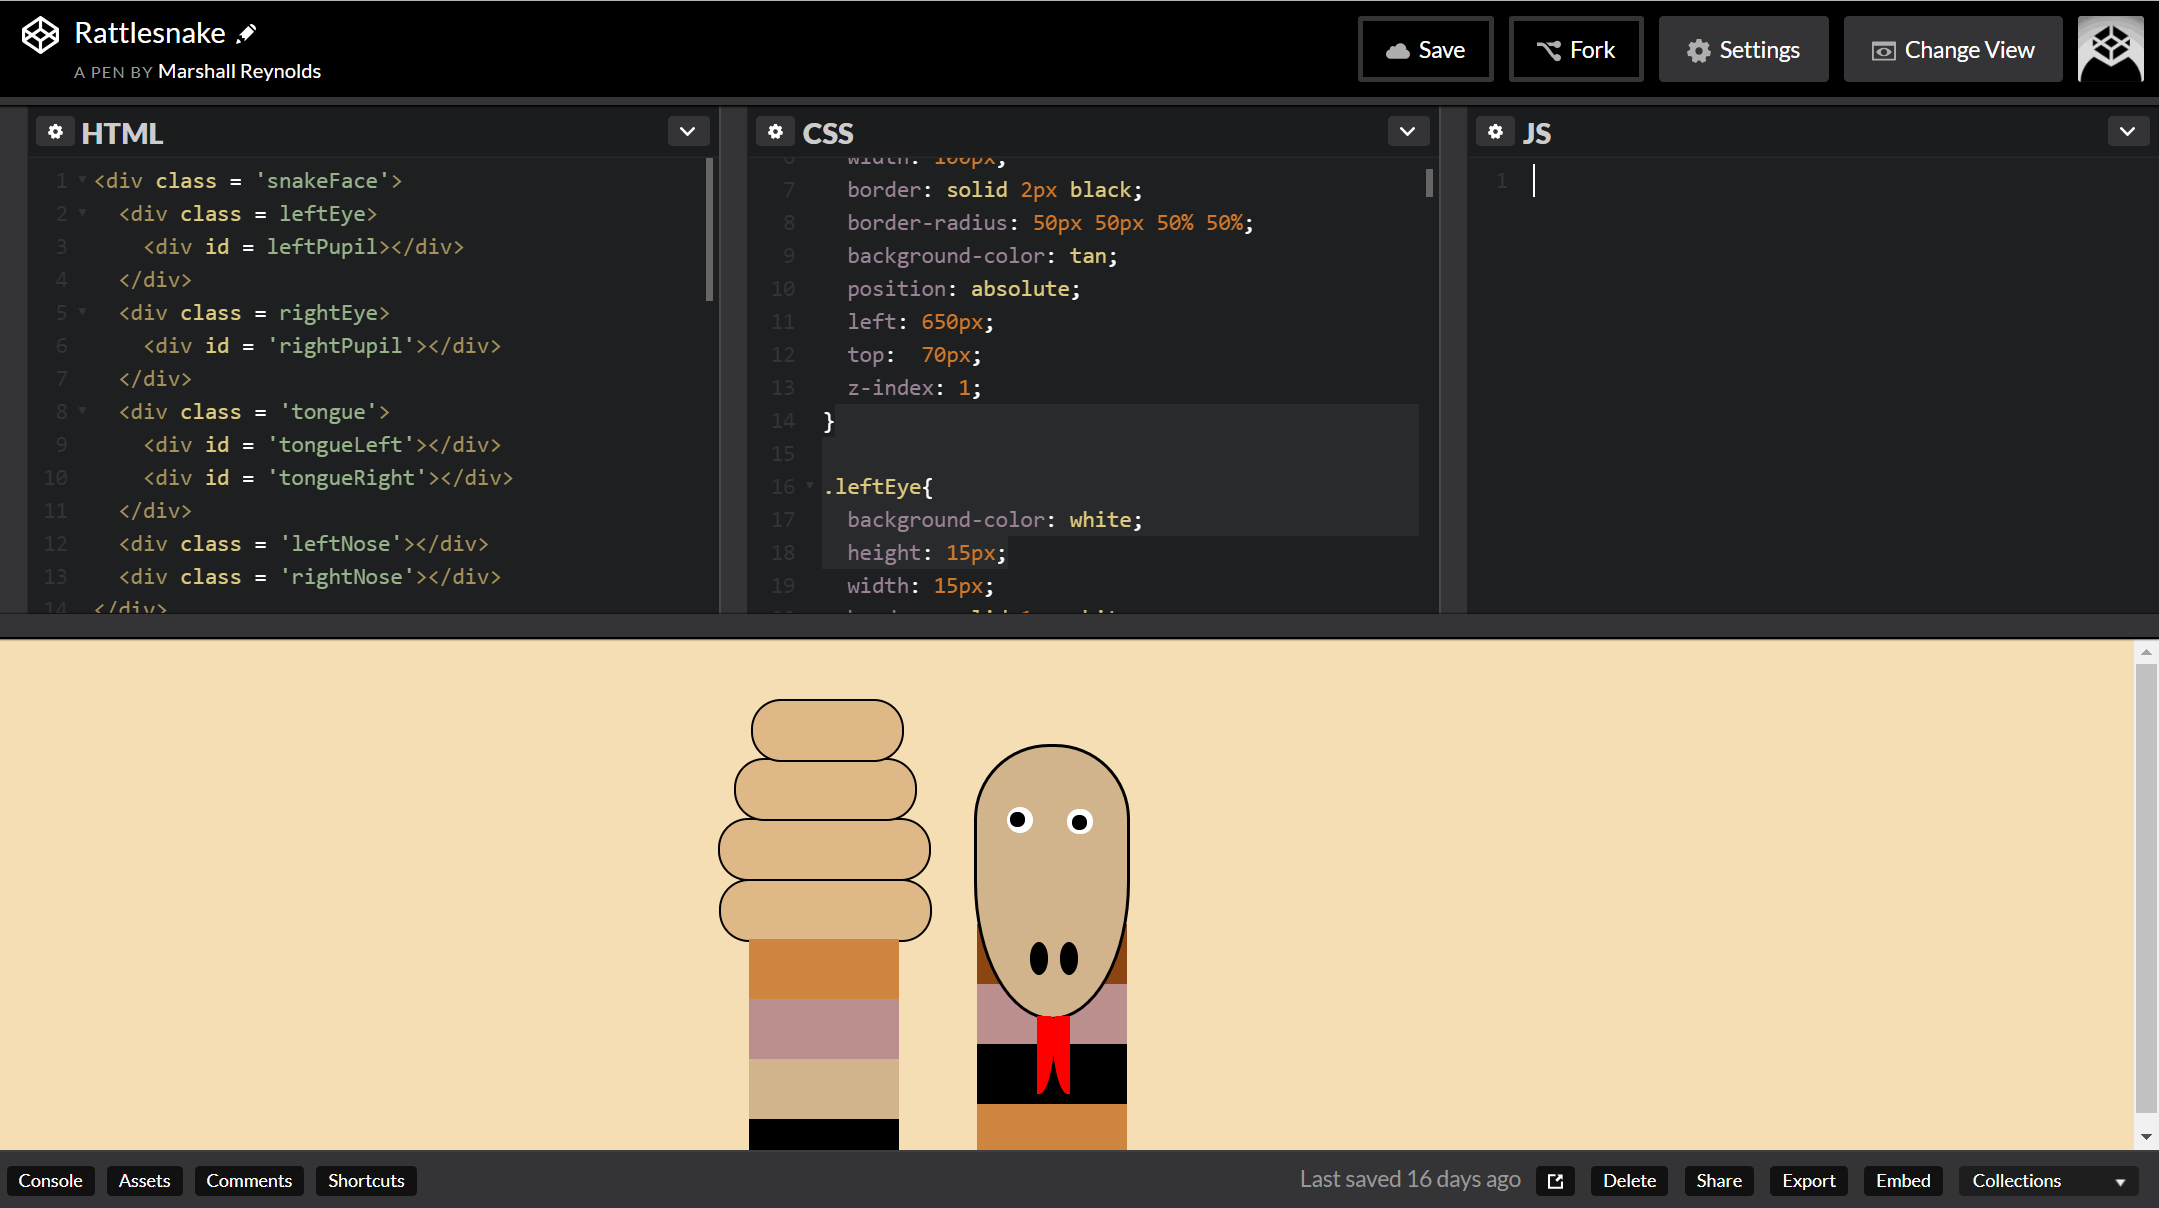 Rattlesnake
A PEN BY Marshall Reynolds
Save
Fork
Settings
Change View
HTML
1 <div class = 'snakeFace'>
2 <div class = leftEye>
3 <div id = leftPupil></div>
4 </div>
5 <div class = rightEye>
6 <div id = 'rightPupil'></div>
7 </div>
8 <div class = 'tongue'>
9 <div id = 'tongueLeft'></div>
10 <div id = 'tongueRight'></div>
11 </div>
12 <div class = 'leftNose'></div>
13 <div class = 'rightNose'></div>
14 </div>
CSS
6 width: 100px;
7 border: solid 2px black;
8 border-radius: 50px 50px 50% 50%;
9 background-color: tan;
10 position: absolute;
11 left: 650px;
12 top:  70px;
13 z-index: 1;
14 }
15
16 .leftEye{
17 background-color: white;
18 height: 15px;
19 width: 15px;
JS
1
Console
Assets
Comments
Shortcuts
Last saved 16 days ago
Delete
Share
Export
Embed
Collections